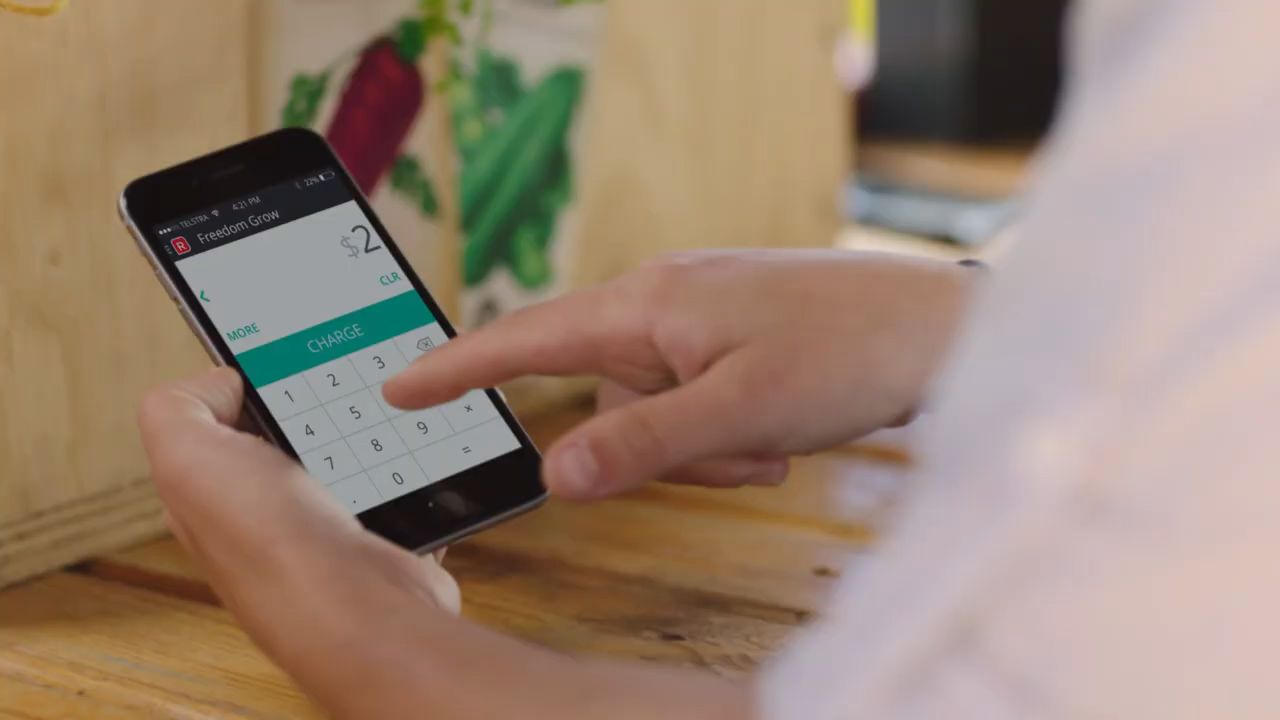 TELSTRA 4:21 PM 22%
R Freedom Grow
$2
CLR
MORE
CHARGE
1 2 3
4 5
7 8 9 ×
. 0 =